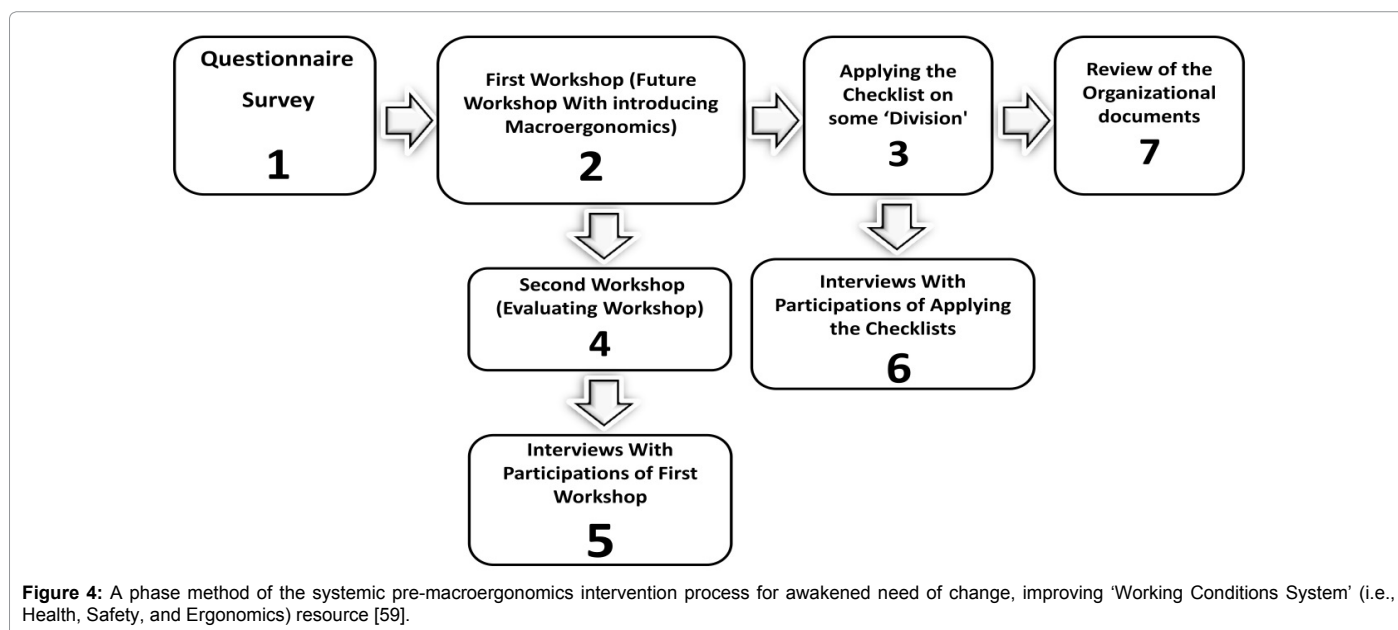 Questionnaire
Survey
1
First Workshop (Future
Workshop With introducing
Macroergonomics)
2
Applying the
Checklist on
some ‘Division'
3
Review of the
Organizational
documents
7
Second Workshop
(Evaluating Workshop)
4
Interviews With
Participations of Applying
the Checklists
6
Interviews With
Participations of First
Workshop
5
Figure 4: A phase method of the systemic pre-macroergonomics intervention process for awakened need of change, improving ‘Working Conditions System’ (i.e.,
Health, Safety, and Ergonomics) resource [59].